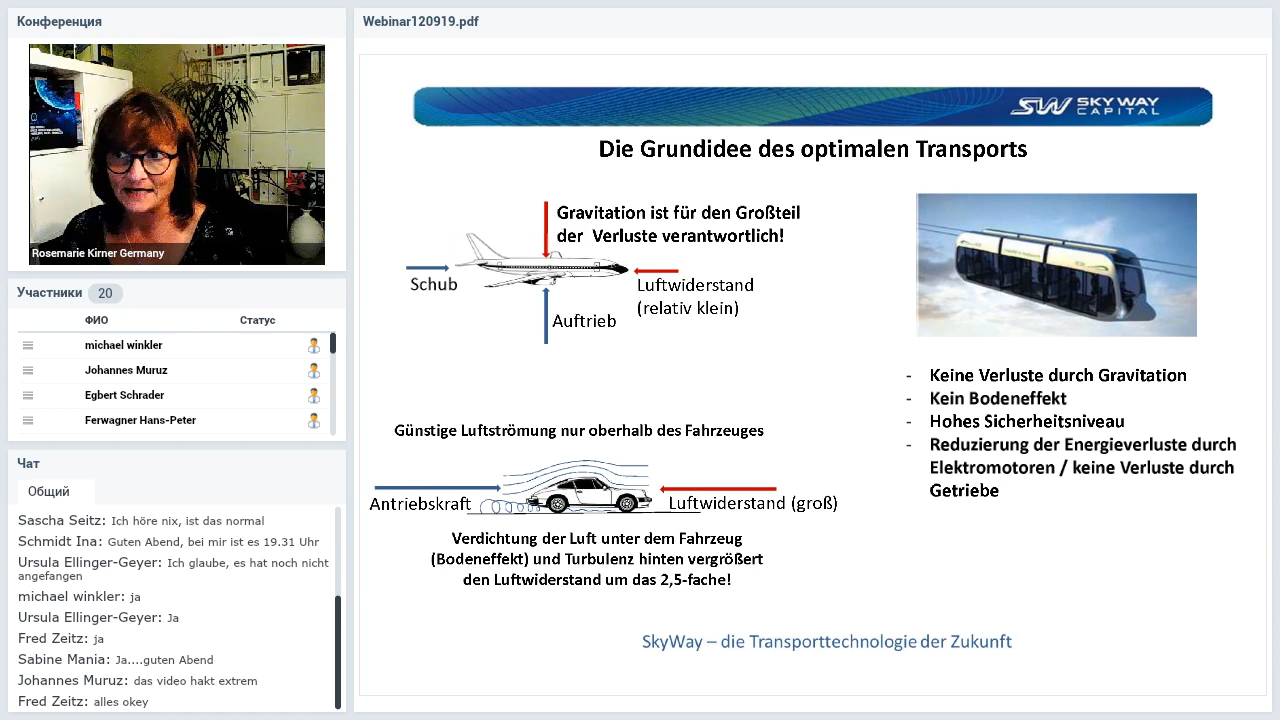 Конференция
Rosemarie Kirner Germany
Участники 20
ФИО Статус
michael winkler
Johannes Muruz
Egbert Schrader
Ferwagner Hans-Peter
Чат
Общий
Sascha Seitz: Ich höre nix, ist das normal
Schmidt Ina: Guten Abend, bei mir ist es 19.31 Uhr
Ursula Ellinger-Geyer: Ich glaube, es hat noch nicht
angefangen
michael winkler: ja
Ursula Ellinger-Geyer: Ja
Fred Zeitz: ja
Sabine Mania: Ja....guten Abend
Johannes Muruz: das video hakt extrem
Fred Zeitz: alles okey
Webinar120919.pdf
SW SKY WAY
CAPITAL
Die Grundidee des optimalen Transports
Gravitation ist für den Großteil
der Verluste verantwortlich!
Schub
Luftwiderstand
(relativ klein)
Auftrieb
Günstige Luftströmung nur oberhalb des Fahrzeuges
Antriebskraft
Luftwiderstand (groß)
Verdichtung der Luft unter dem Fahrzeug
(Bodeneffekt) und Turbulenz hinten vergrößert
den Luftwiderstand um das 2,5-fache!
- Keine Verluste durch Gravitation
- Kein Bodeneffekt
- Hohes Sicherheitsniveau
- Reduzierung der Energieverluste durch
Elektromotoren / keine Verluste durch
Getriebe
SkyWay – die Transporttechnologie der Zukunft